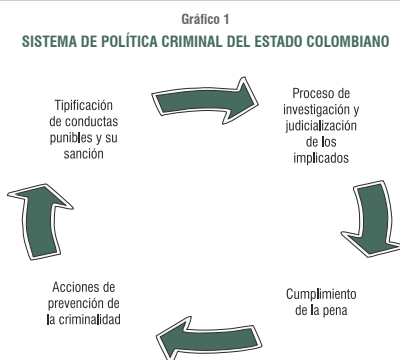 Gráfico 1
SISTEMA DE POLÍTICA CRIMINAL DEL ESTADO COLOMBIANO
Tipificación
de conductas
punibles y su
sanción
Proceso de
investigación y
judicialización
de los
implicados
Cumplimiento
de la pena
Acciones de
prevención de
la criminalidad